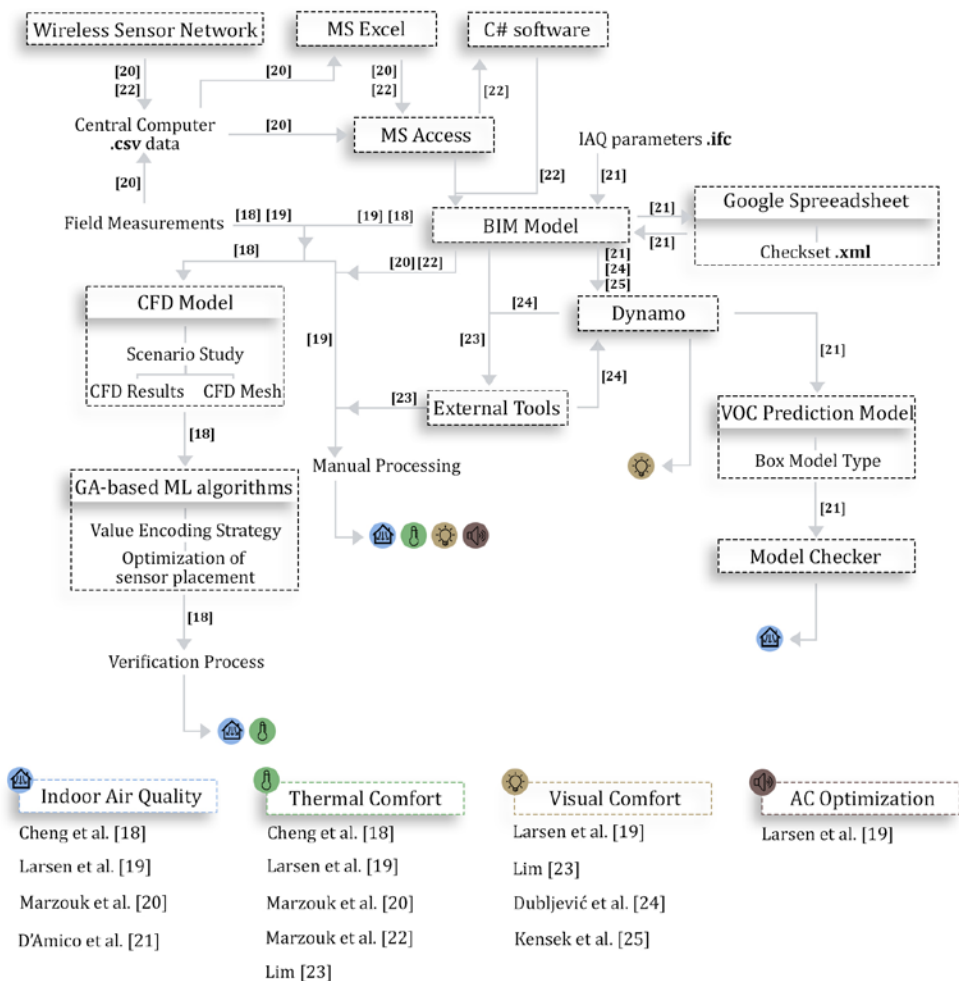 Wireless Sensor Network
MS Excel
C# software
[20]
[22]
[20]
[20]
[22]
[22]
Central Computer
.csv data
[20]
MS Access
IAQ parameters .ifc
[20]
[22]
[21]
Field Measurements
[18] [19]
[19] [18]
BIM Model
[21]
[21]
Google Spreeadsheet
Checkset .xml
[18]
[20] [22]
[21]
[24]
[25]
CFD Model
Scenario Study
CFD Results
CFD Mesh
[19]
[23]
[24]
Dynamo
[24]
[21]
[23]
External Tools
VOC Prediction Model
Box Model Type
[18]
Manual Processing
GA-based ML algorithms
Value Encoding Strategy
Optimization of
sensor placement
[21]
Model Checker
[18]
Verification Process
Indoor Air Quality
Cheng et al. [18]
Larsen et al. [19]
Marzouk et al. [20]
D'Amico et al. [21]
Thermal Comfort
Cheng et al. [18]
Larsen et al. [19]
Marzouk et al. [20]
Marzouk et al. [22]
Lim [23]
Visual Comfort
Larsen et al. [19]
Lim [23]
Dubljević et al. [24]
Kensek et al. [25]
AC Optimization
Larsen et al. [19]